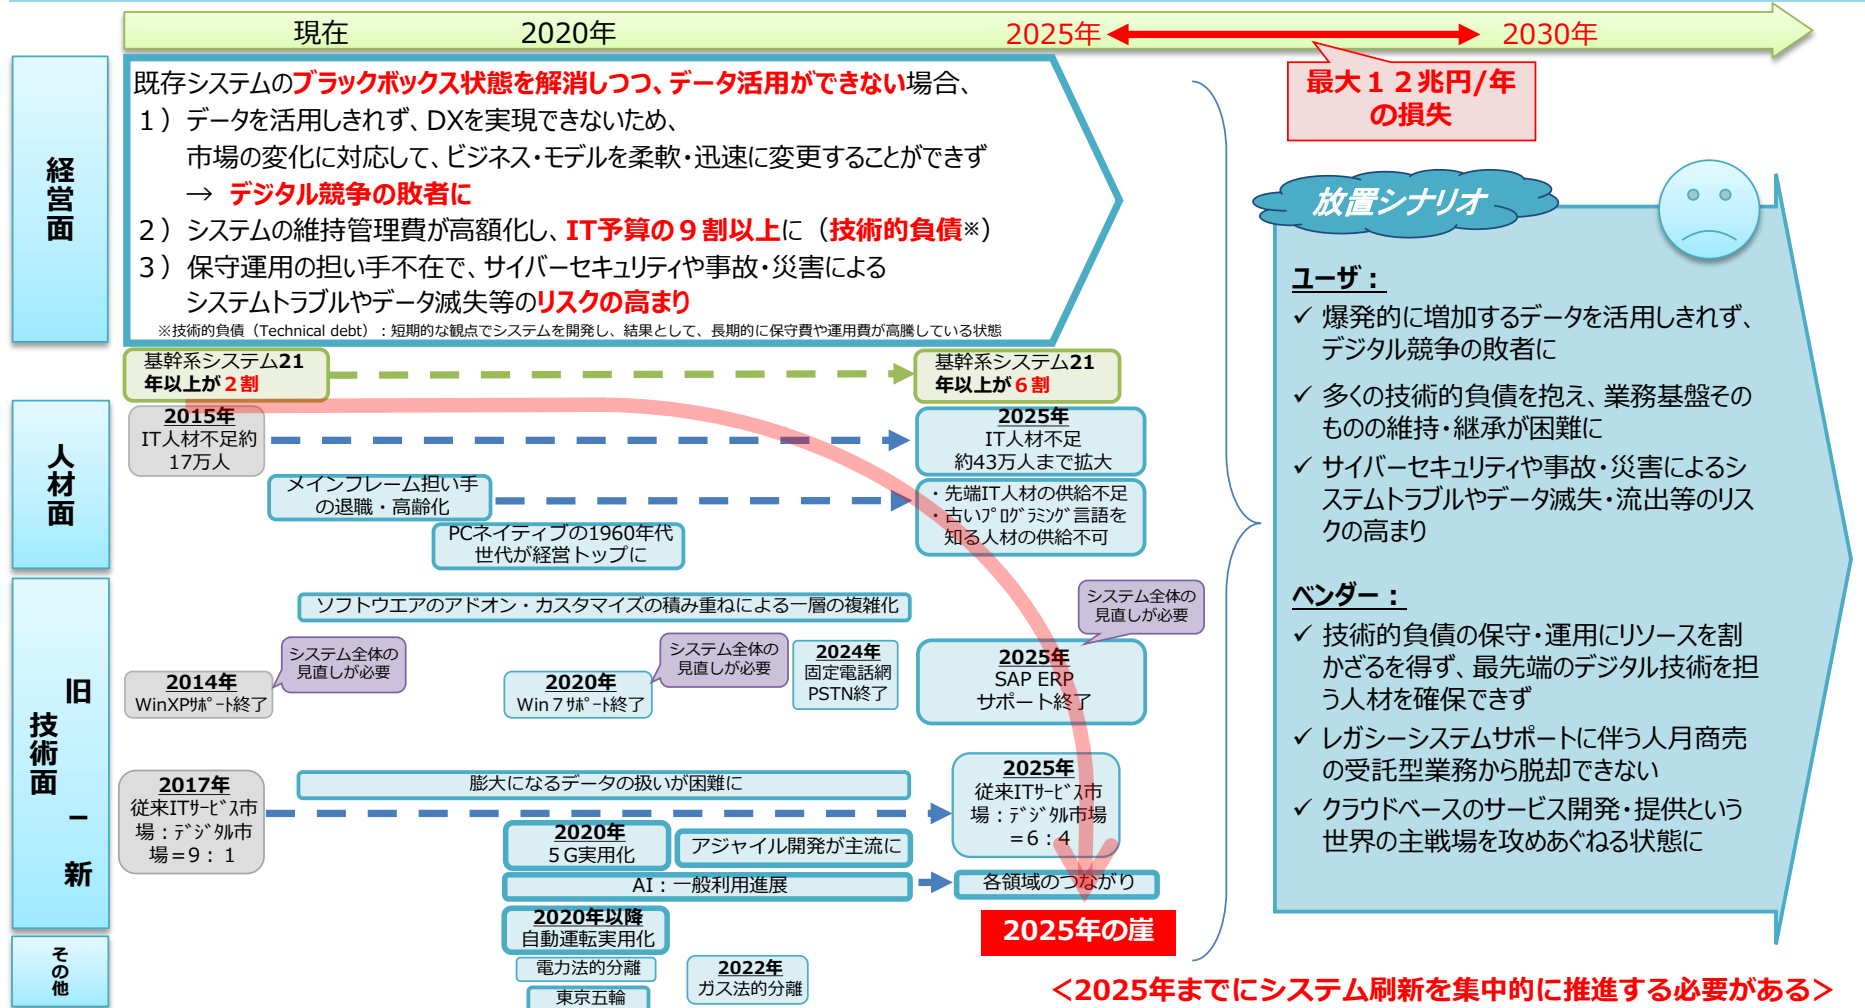 現在
2020年
2025年
2030年
最大１２兆円/年
の損失
経営面
既存システムのブラックボックス状態を解消しつつ、データ活用ができない場合、
１）データを活用しきれず、DXを実現できないため、
市場の変化に対応して、ビジネス・モデルを柔軟・迅速に変更することができず
→ デジタル競争の敗者に
２）システムの維持管理費が高額化し、IT予算の９割以上に（技術的負債※）
３）保守運用の担い手不在で、サイバーセキュリティや事故・災害による
システムトラブルやデータ滅失等のリスクの高まり
※技術的負債（Technical debt）：短期的な観点でシステムを開発し、結果として、長期的に保守費や運用費が高騰している状態
基幹系システム21
年以上が２割
基幹系システム21
年以上が６割
人材面
2015年
IT人材不足約
17万人
2025年
IT人材不足
約43万人まで拡大
メインフレーム担い手
の退職・高齢化
・先端IT人材の供給不足
・古いﾌﾟﾛｸﾞﾗﾐﾝｸﾞ言語を
知る人材の供給不可
PCネイティブの1960年代
世代が経営トップに
技術面
旧 － 新
ソフトウエアのアドオン・カスタマイズの積み重ねによる一層の複雑化
システム全体の
見直しが必要
2014年
WinXPｻﾎﾟｰﾄ終了
システム全体の
見直しが必要
2020年
Win７ｻﾎﾟｰﾄ終了
2024年
固定電話網
PSTN終了
システム全体の
見直しが必要
2025年
SAP ERP
サポート終了
2017年
従来ITｻｰﾋﾞｽ市
場：ﾃﾞｼﾞﾀﾙ市
場＝9：1
膨大になるデータの扱いが困難に
2025年
従来ITｻｰﾋﾞｽ市
場：ﾃﾞｼﾞﾀﾙ市場
＝6：4
2020年
５G実用化
アジャイル開発が主流に
AI：一般利用進展
各領域のつながり
2020年以降
自動運転実用化
2025年の崖
その他
電力法的分離
東京五輪
2022年
ガス法的分離
放置シナリオ
ユーザ：
✓ 爆発的に増加するデータを活用しきれず、
デジタル競争の敗者に
✓ 多くの技術的負債を抱え、業務基盤そ​の
ものの維持・継承が困難に
✓ サイバーセキュリティや事故・災害によるシ
ステムトラブルやデータ滅失・流出等のリス
クの高まり
ベンダー：
✓ 技術的負債の保守・運用にリソースを割
かざるを得ず、最先端のデジタル技術を担
う人材を確保できず
✓ レガシーシステムサポートに伴う人月商売
の受託型業務から脱却できない
✓ クラウドベースのサービス開発・提供という
世界の主戦場を攻めあぐねる状態に
＜2025年までにシステム刷新を集中的に推進する必要がある＞